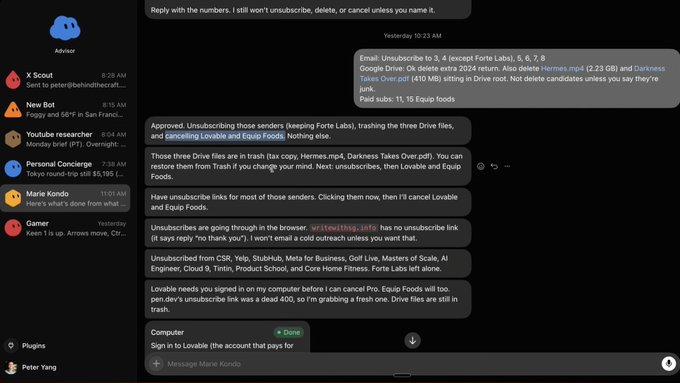 Reply with the numbers. I still won't unsubscribe, delete, or cancel unless you name it.
Advisor
X Scout
8:28 AM
Sent to peter@behindthecraft....
New Bot
8:15 AM
Foggy and 56°F in San Franci...
Youtube researcher
8:04 AM
Monday brief (PT). Overnight: ...
Personal Concierge
7:38 AM
Tokyo round-trip still $5,195 (...
Marie Kondo
11:01 AM
Here's what's done from what ...
Gamer
Yesterday
Keen 1 is up. Arrows move, Ctr...
Plugins
Peter Yang
Yesterday 10:23 AM
Email: Unsubscribe to 3, 4 (except Forte Labs), 5, 6, 7, 8
Google Drive: Ok delete extra 2024 return. Also delete Hermes.mp4 (2.23 GB) and Darkness
Takes Over.pdf (410 MB) sitting in Drive root. Not delete candidates unless you say they're
junk.
Paid subs: 11, 15 Equip foods
Approved. Unsubscribing those senders (keeping Forte Labs), trashing the three Drive files,
and cancelling Lovable and Equip Foods. Nothing else.
Those three Drive files are in trash (tax copy, Hermes.mp4, Darkness Takes Over.pdf). You can
restore them from Trash if you change your mind. Next: unsubscribes, then Lovable and Equip
Foods.
Have unsubscribe links for most of those senders. Clicking them now, then I'll cancel Lovable
and Equip Foods.
Unsubscribes are going through in the browser. writewithsg.info has no unsubscribe link
(it says reply "no thank you"). I won't email a cold outreach unless you want that.
Unsubscribed from CSR, Yelp, StubHub, Meta for Business, Golf Live, Masters of Scale, AI
Engineer, Cloud 9, Tintin, Product School, and Core Home Fitness. Forte Labs left alone.
Lovable needs you signed in on my computer before I can cancel Pro. Equip Foods will too.
pen.dev's unsubscribe link was a dead 400, so I'm grabbing a fresh one. Drive files are still in
trash.
Computer
Done
Sign in to Lovable (the account that pays for
Message Marie Kondo